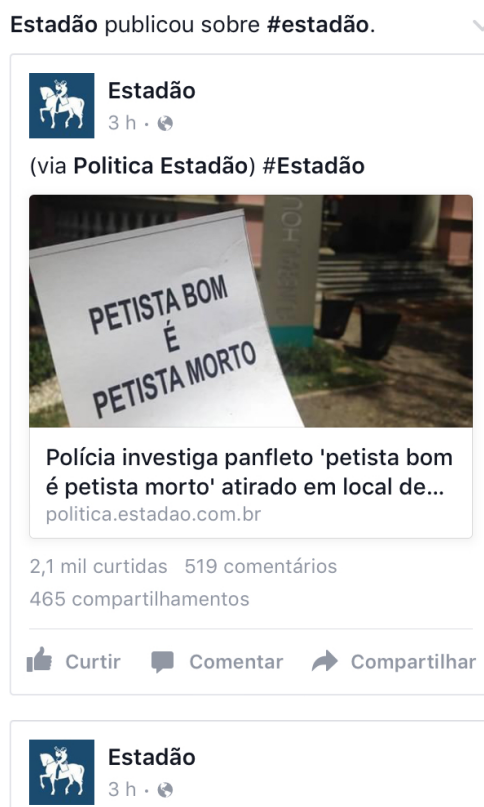 Estadão publicou sobre #estadão.
Estadão
3 h ·
(via Politica Estadão) #Estadão
PETISTA BOM
É
PETISTA MORTO
Polícia investiga panfleto 'petista bom
é petista morto' atirado em local de...
politica.estadao.com.br
2,1 mil curtidas 519 comentários
465 compartilhamentos
Curtir Comentar Compartilhar
Estadão
3 h ·